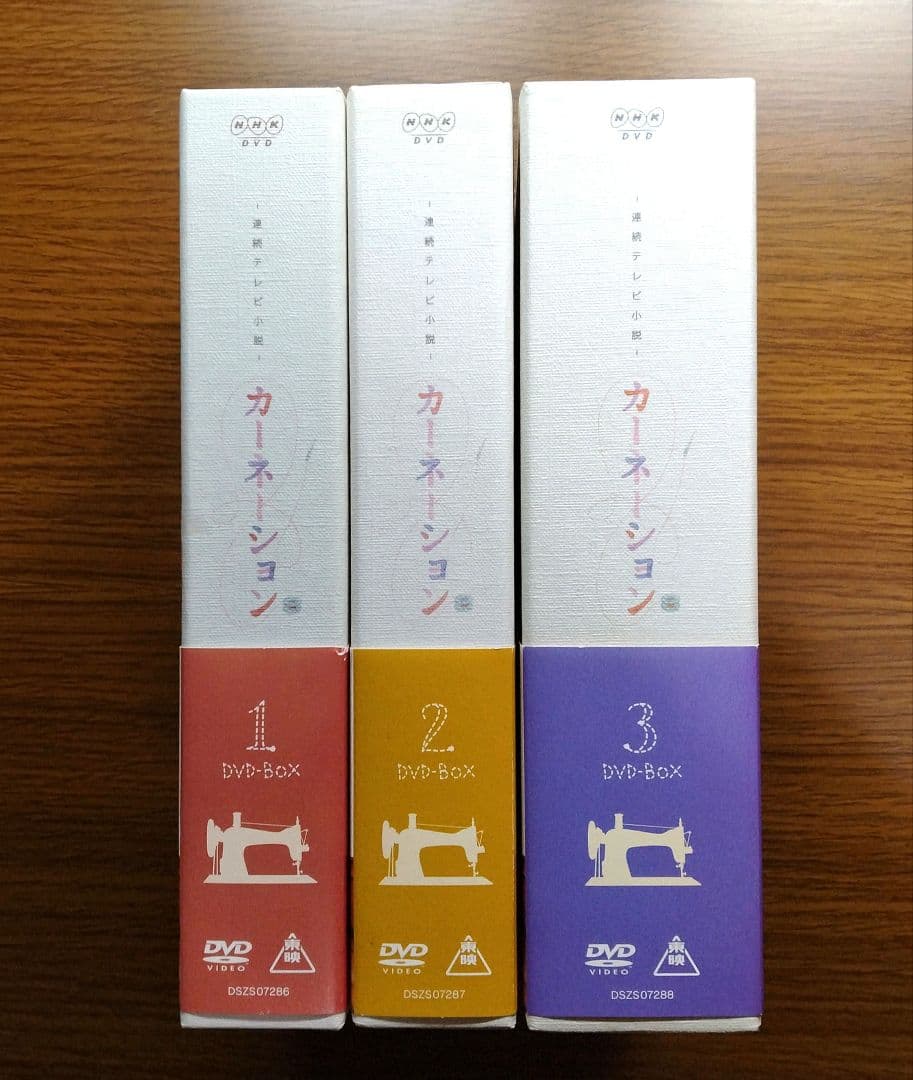 NHK
DVD
-連続テレビ小説-
カーネーション
1
DVD-BOX
DVD
VIDEO
東映
DSZS07286
NHK
DVD
-連続テレビ小説-
カーネーション
2
DVD-BOX
DVD
VIDEO
東映
DSZS07287
NHK
DVD
-連続テレビ小説-
カーネーション
3
DVD-BOX
DVD
VIDEO
東映
DSZS07288